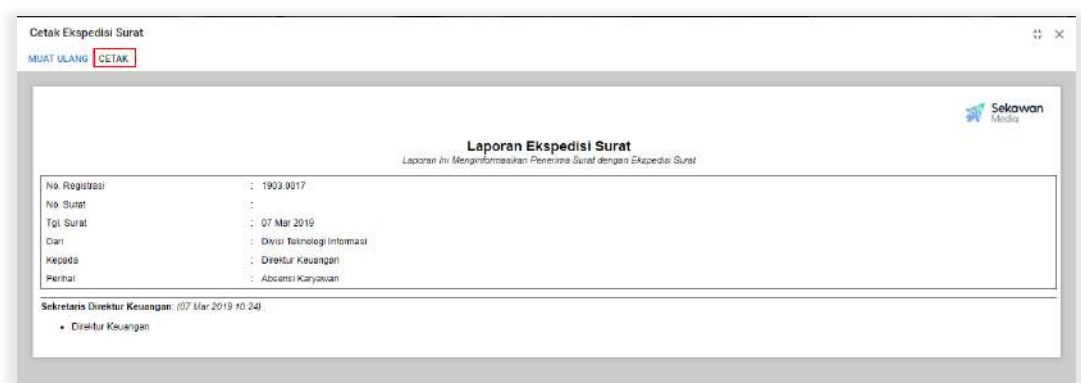 Cetak Ekspedisi Surat
MUAT ULANG CETAK
Sekawan
Media
Laporan Ekspedisi Surat
Laporan Ini Menginformasikan Penerima Surat dengan Ekspedisi Surat
No. Registrasi : 1903.0017
No. Surat :
Tgl. Surat : 07 Mar 2019
Dari : Divisi Teknologi Informasi
Kepada : Direktur Keuangan
Perihal : Absensi Karyawan
Sekretaris Direktur Keuangan: (07 Mar 2019 10:24) .
• Direktur Keuangan